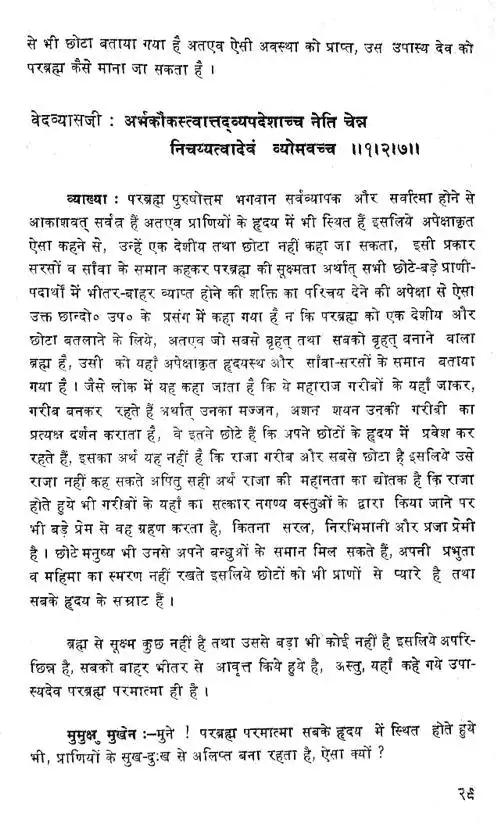 से भी छोटा बताया गया है अतएव ऐसी अवस्था को प्राप्त, उस उपास्य देव को
परब्रह्म कैसे माना जा सकता है ।
वेदव्यासजी : अर्भकौकस्त्वात्तद्व्यपदेशाच्च नेति चेन्न
निचय्यत्वादेवं व्योमवच्च ॥१।२।७॥
व्याख्या : परब्रह्म पुरुषोत्तम भगवान सर्वव्यापक और सर्वात्मा होने से
आकाशवत् सर्वत्र हैं अतएव प्राणियों के हृदय में भी स्थित हैं इसलिये अपेक्षाकृत
ऐसा कहने से, उन्हें एक देशीय तथा छोटा नहीं कहा जा सकता, इसी प्रकार
सरसों व सांवा के समान कहकर परब्रह्म की सूक्ष्मता अर्थात् सभी छोटे-बड़े प्राणी-
पदार्थों में भीतर-बाहर व्याप्त होने की शक्ति का परिचय देने की अपेक्षा से ऐसा
उक्त छान्दो० उप० के प्रसंग में कहा गया है न कि परब्रह्म को एक देशीय और
छोटा बतलाने के लिये, अतएव जो सबसे बृहत् तथा सबको बृहत् बनाने वाला
ब्रह्म है, उसी को यहाँ अपेक्षाकृत हृदयस्थ और सांवा-सरसों के समान बताया
गया है । जैसे लोक में यह कहा जाता है कि ये महाराज गरीबों के यहाँ जाकर,
गरीब बनकर रहते हैं अर्थात् उनका मज्जन, अशन शयन उनकी गरीबी का
प्रत्यक्ष दर्शन कराता है, वे इतने छोटे हैं कि अपने छोटों के हृदय में प्रवेश कर
रहते हैं, इसका अर्थ यह नहीं है कि राजा गरीब और सबसे छोटा है इसलिये उसे
राजा नहीं कह सकते अपितु सही अर्थ राजा की महानता का द्योतक है कि राजा
होते हुये भी गरीबों के यहाँ का सत्कार नगण्य वस्तुओं के द्वारा किया जाने पर
भी बड़े प्रेम से वह ग्रहण करता है, कितना सरल, निरभिमानी और प्रजा प्रेमी
है । छोटे मनुष्य भी उनसे अपने बन्धुओं के समान मिल सकते हैं, अपनी प्रभुता
व महिमा का स्मरण नहीं रखते इसलिये छोटों को भी प्राणों से प्यारे है तथा
सबके हृदय के सम्राट हैं ।
ब्रह्म से सूक्ष्म कुछ नहीं है तथा उससे बड़ा भी कोई नहीं है इसलिये अपरि-
छिन्न है, सबको बाहर भीतर से आवृत्त किये हुये है, अस्तु, यहाँ कहे गये उपा-
स्यदेव परब्रह्म परमात्मा ही है ।
मुमुक्षु मुखेन :–मुने ! परब्रह्म परमात्मा सबके हृदय में स्थित होते हुये
भी, प्राणियों के सुख-दुःख से अलिप्त बना रहता है, ऐसा क्यों ?
२९